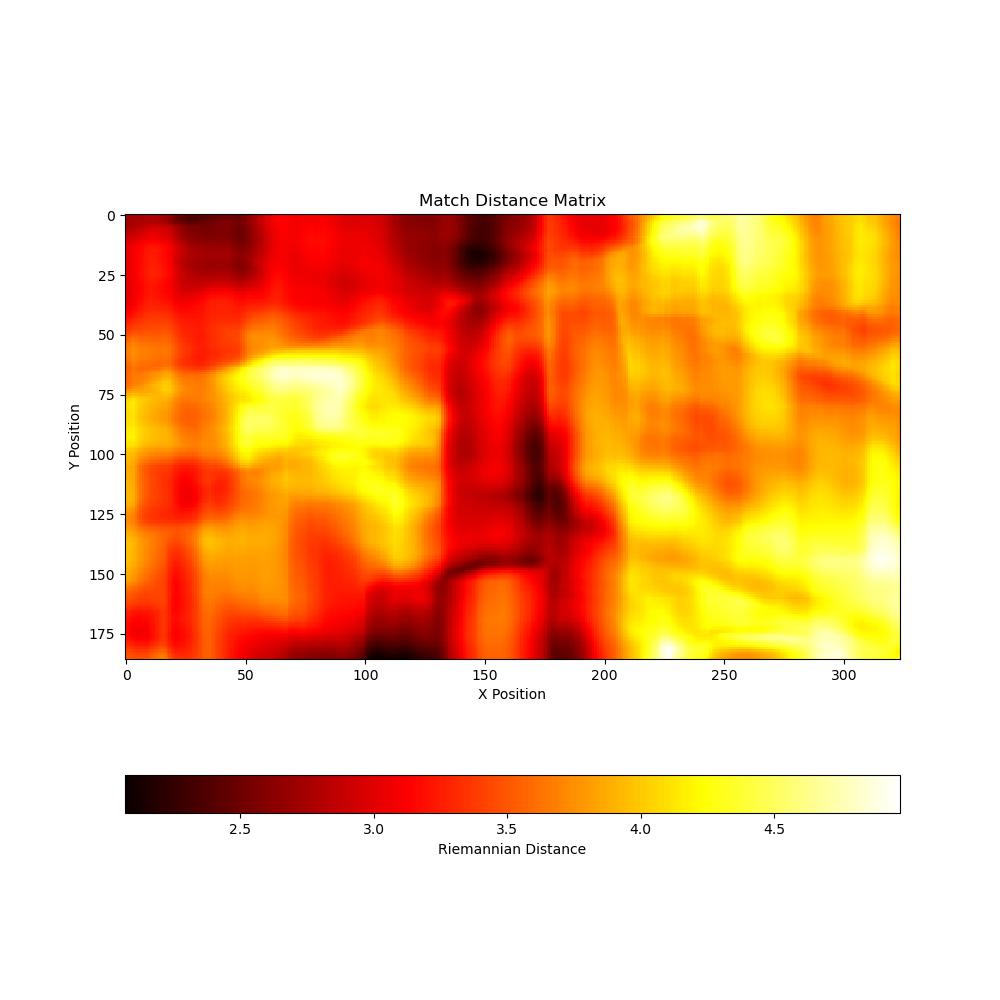 Match Distance Matrix
0
25
50
75
100
125
150
175
Y Position
0 50 100 150 200 250 300
X Position
2.5 3.0 3.5 4.0 4.5
Riemannian Distance